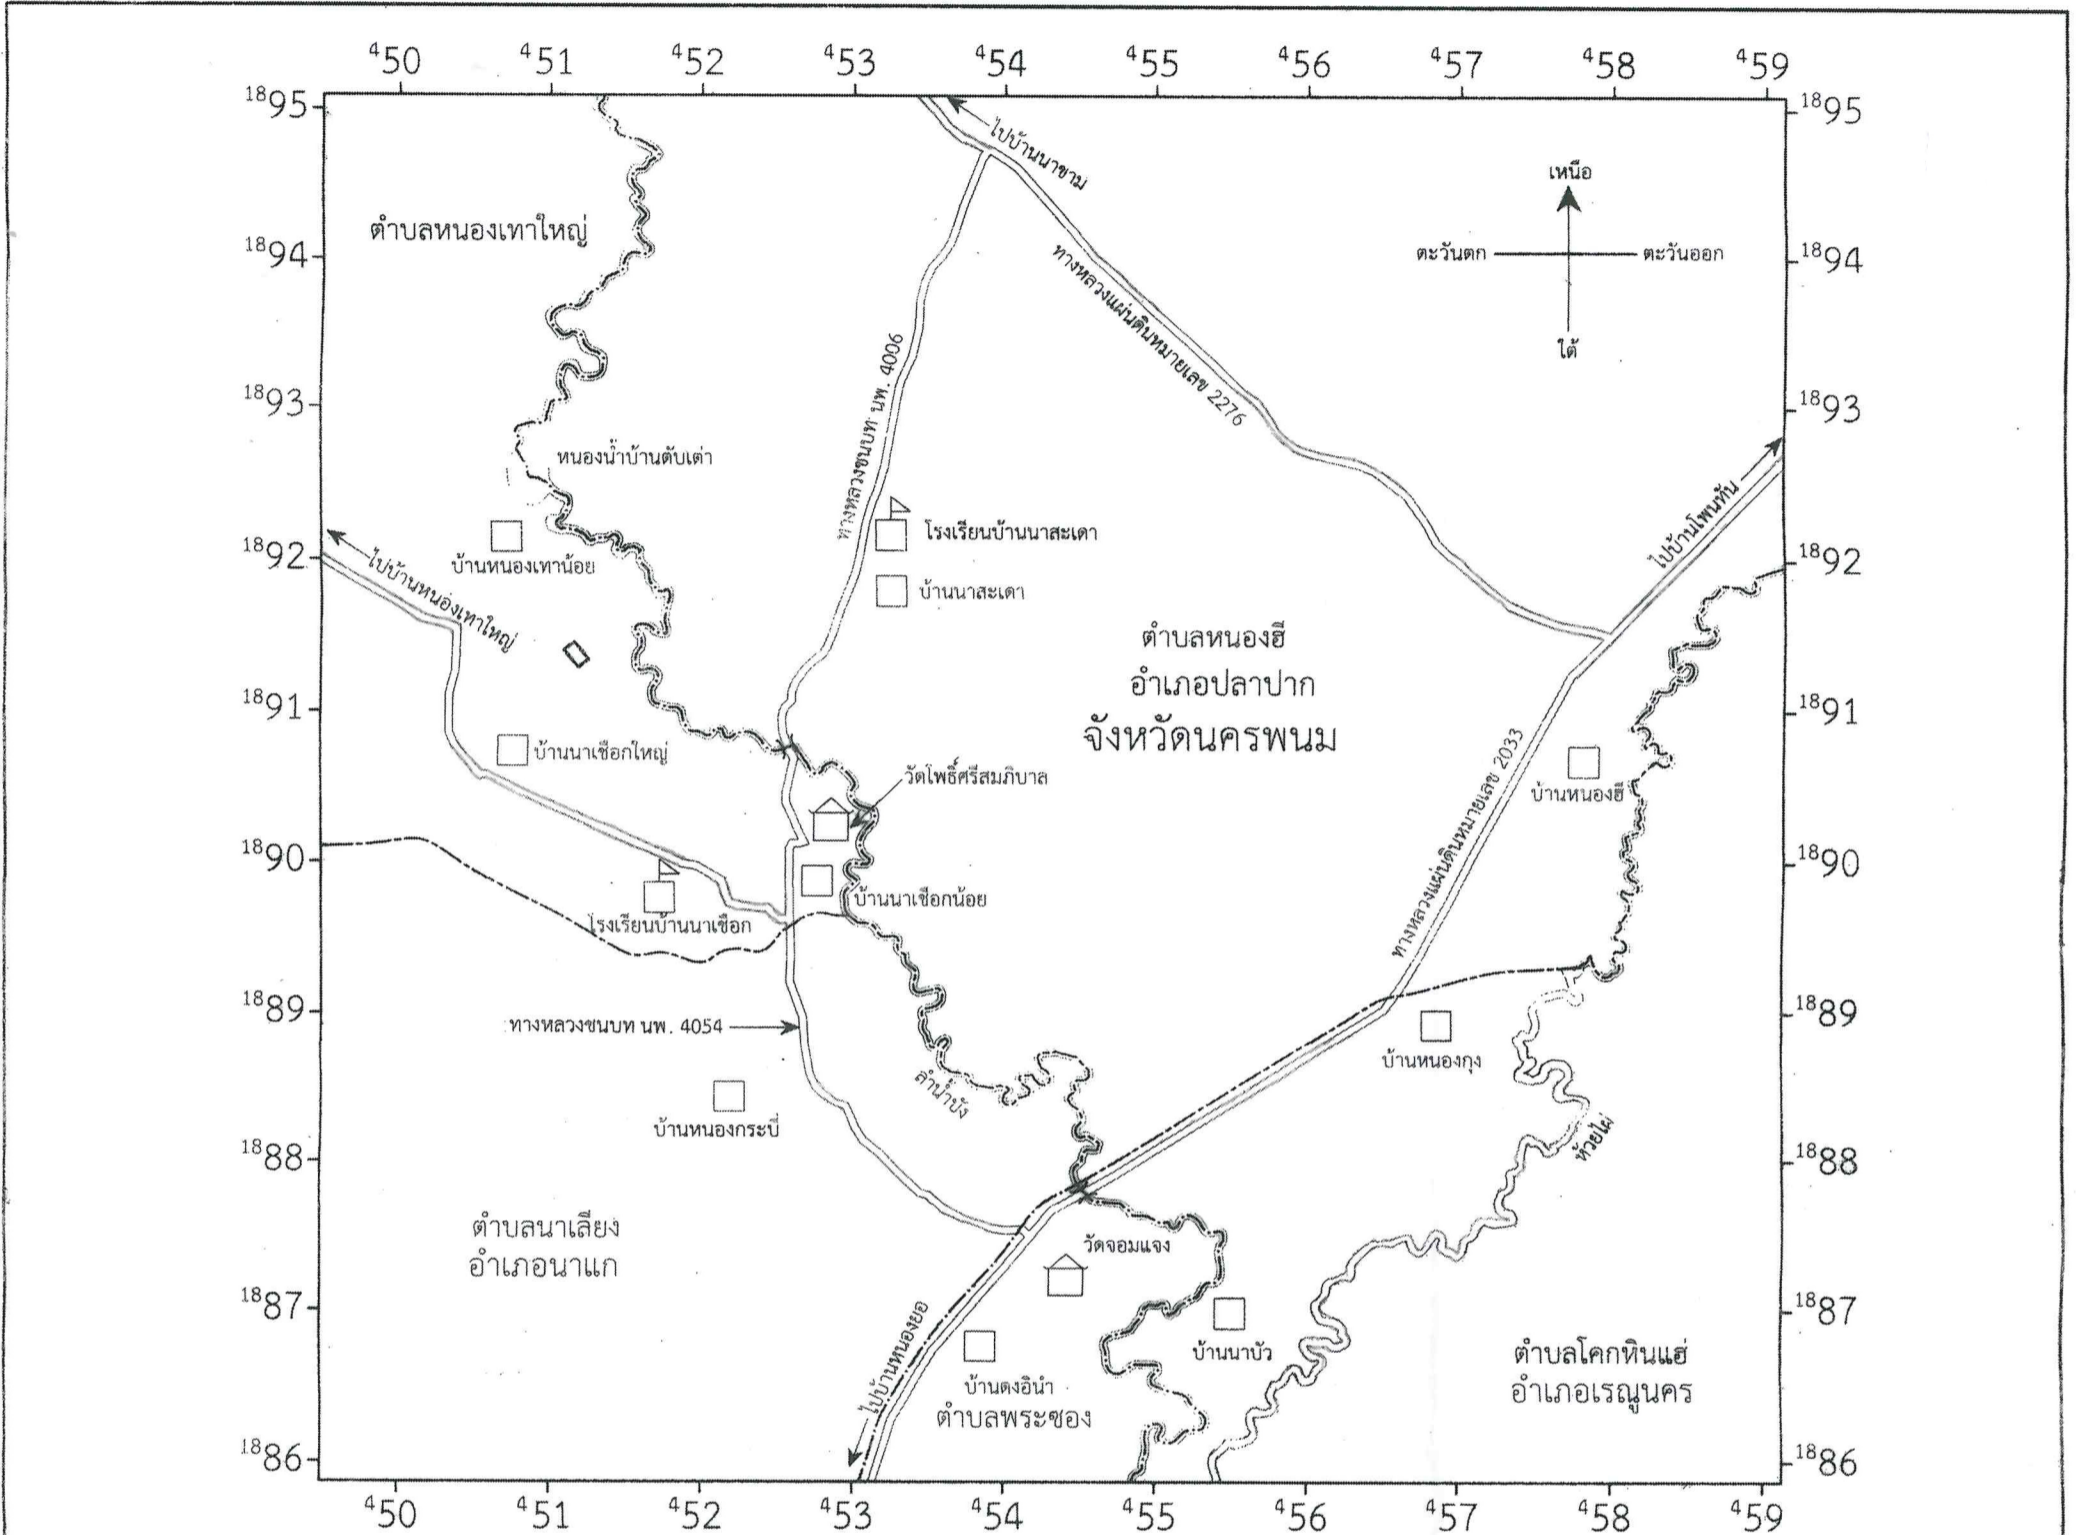 ⁴50 ⁴51 ⁴52 ⁴53 ⁴54 ⁴55 ⁴56 ⁴57 ⁴58 ⁴59
¹⁸95 ¹⁸95
ไปบ้านนาขาม
เหนือ
ตำบลหนองเทาใหญ่
¹⁸94 ¹⁸94
ตะวันตก ตะวันออก
ใต้
ทางหลวงแผ่นดินหมายเลข 2276
ทางหลวงชนบท นพ. 4006
¹⁸93 ¹⁸93
หนองน้ำบ้านตับเต่า
ไปบ้านโพนทัน
โรงเรียนบ้านนาสะเดา
¹⁸92 ¹⁸92
บ้านหนองเทาน้อย
ไปบ้านหนองเทาใหญ่
บ้านนาสะเดา
ตำบลหนองฮี
อำเภอปลาปาก
จังหวัดนครพนม
¹⁸91 ¹⁸91
บ้านนาเชือกใหญ่
วัดโพธิ์ศรีสมภิบาล
บ้านหนองฮี
ทางหลวงแผ่นดินหมายเลข 2033
¹⁸90 ¹⁸90
บ้านนาเชือกน้อย
โรงเรียนบ้านนาเชือก
¹⁸89 ¹⁸89
ทางหลวงชนบท นพ. 4054
บ้านหนองกุง
ลำน้ำบัง
บ้านหนองกระบี่
ห้วยไผ่
¹⁸88 ¹⁸88
ตำบลนาเลียง
อำเภอนาแก
วัดจอมแจง
¹⁸87 ¹⁸87
บ้านนาบัว
ไปบ้านหนองยอ
บ้านดงอินำ
ตำบลพระซอง
ตำบลโคกหินแฮ่
อำเภอเรณูนคร
¹⁸86 ¹⁸86
⁴50 ⁴51 ⁴52 ⁴53 ⁴54 ⁴55 ⁴56 ⁴57 ⁴58 ⁴59